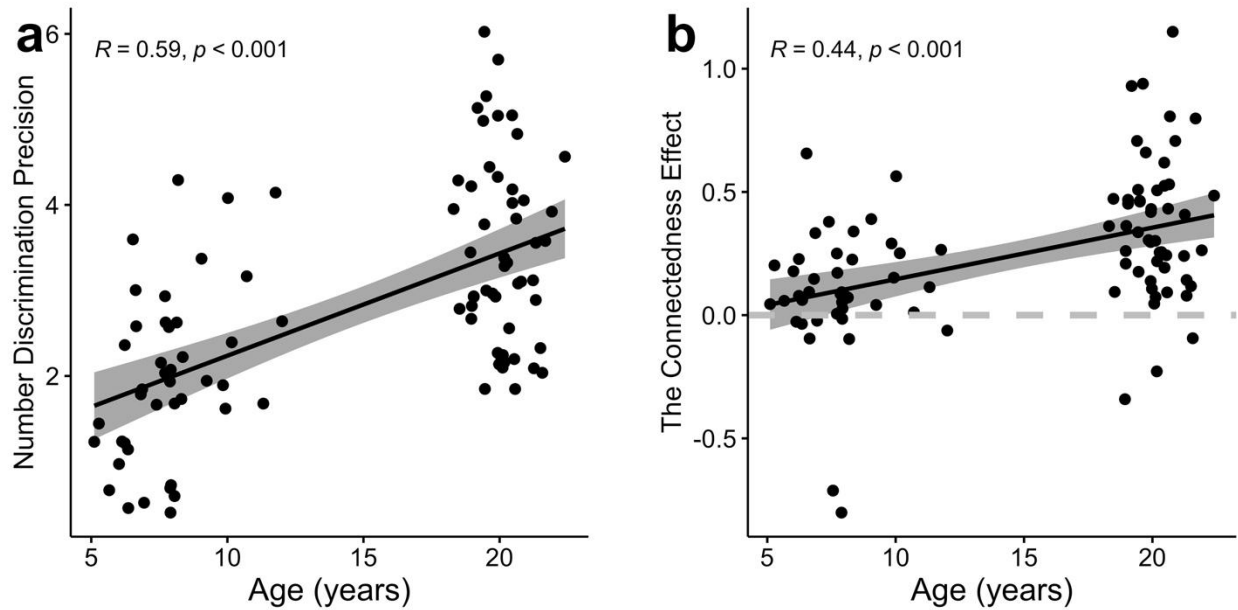 a
R = 0.59, p < 0.001
Number Discrimination Precision
6
4
2
5 10 15 20
Age (years)
b
R = 0.44, p < 0.001
The Connectedness Effect
1.0
0.5
0.0
-0.5
5 10 15 20
Age (years)